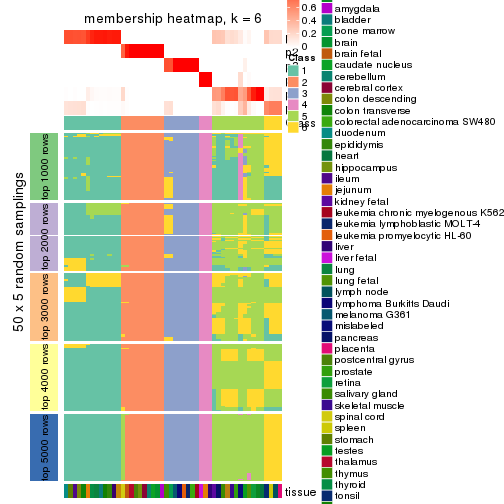 membership heatmap, k = 6
50 x 5 random samplings
top 1000 rows
top 2000 rows
top 3000 rows
top 4000 rows
top 5000 rows
0.6
0.4
0.2
0
Class
1
2
3
4
5
6
tissue
amygdala
bladder
bone marrow
brain
brain fetal
caudate nucleus
cerebellum
cerebral cortex
colon descending
colon transverse
colorectal adenocarcinoma SW480
duodenum
epididymis
heart
hippocampus
ileum
jejunum
kidney fetal
leukemia chronic myelogenous K562
leukemia lymphoblastic MOLT-4
leukemia promyelocytic HL-60
liver
liver fetal
lung
lung fetal
lymph node
lymphoma Burkitts Daudi
melanoma G361
mislabeled
pancreas
placenta
postcentral gyrus
prostate
retina
salivary gland
skeletal muscle
spinal cord
spleen
stomach
testes
thalamus
thymus
thyroid
tonsil